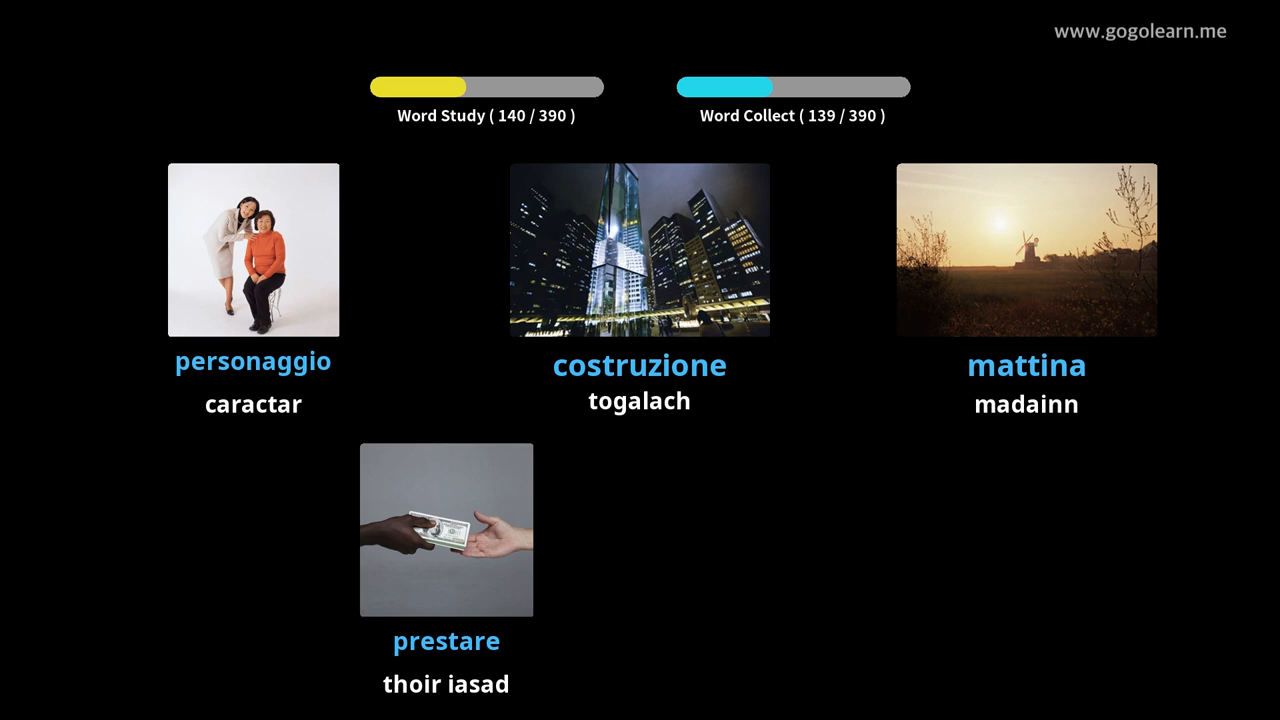 www.gogolearn.me
Word Study ( 140 / 390 )
Word Collect ( 139 / 390 )
personaggio
caractar
costruzione
togalach
mattina
madainn
prestare
thoir iasad